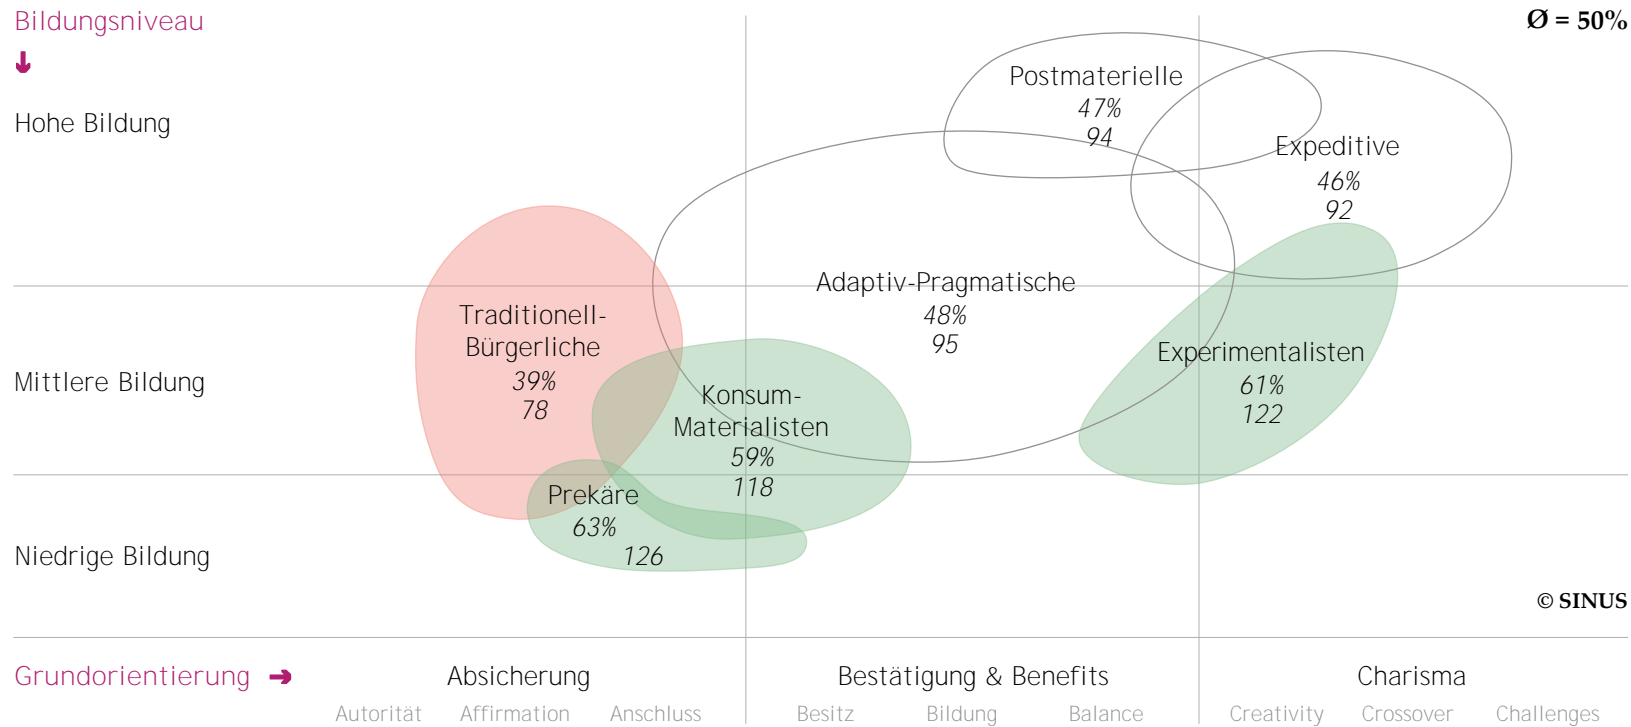 Bildungsniveau
Ø = 50%
Hohe Bildung
Postmaterielle
47%
94
Expeditive
46%
92
Adaptiv-Pragmatische
48%
95
Traditionell-
Bürgerliche
39%
78
Mittlere Bildung
Experimentalisten
61%
122
Konsum-
Materialisten
59%
118
Prekäre
63%
126
Niedrige Bildung
© SINUS
Grundorientierung
Absicherung
Bestätigung & Benefits
Charisma
Autorität
Affirmation
Anschluss
Besitz
Bildung
Balance
Creativity
Crossover
Challenges